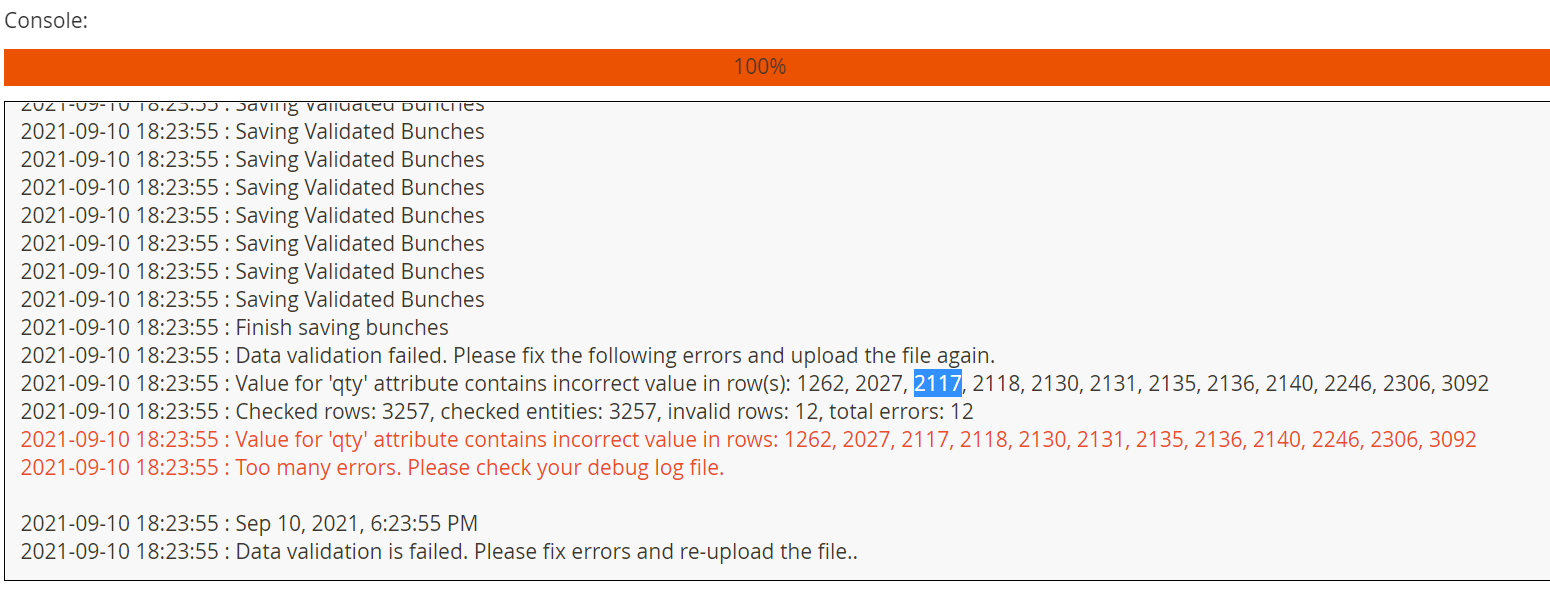 Console:
100%
2021-09-10 18:23:55 : Saving Validated Bunches
2021-09-10 18:23:55 : Saving Validated Bunches
2021-09-10 18:23:55 : Saving Validated Bunches
2021-09-10 18:23:55 : Saving Validated Bunches
2021-09-10 18:23:55 : Saving Validated Bunches
2021-09-10 18:23:55 : Saving Validated Bunches
2021-09-10 18:23:55 : Saving Validated Bunches
2021-09-10 18:23:55 : Saving Validated Bunches
2021-09-10 18:23:55 : Finish saving bunches
2021-09-10 18:23:55 : Data validation failed. Please fix the following errors and upload the file again.
2021-09-10 18:23:55 : Value for 'qty' attribute contains incorrect value in row(s): 1262, 2027, 2117, 2118, 2130, 2131, 2135, 2136, 2140, 2246, 2306, 3092
2021-09-10 18:23:55 : Checked rows: 3257, checked entities: 3257, invalid rows: 12, total errors: 12
2021-09-10 18:23:55 : Value for 'qty' attribute contains incorrect value in rows: 1262, 2027, 2117, 2118, 2130, 2131, 2135, 2136, 2140, 2246, 2306, 3092
2021-09-10 18:23:55 : Too many errors. Please check your debug log file.
2021-09-10 18:23:55 : Sep 10, 2021, 6:23:55 PM
2021-09-10 18:23:55 : Data validation is failed. Please fix errors and re-upload the file..